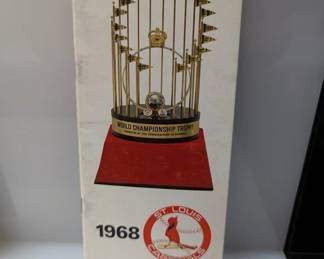 WORLD CHAMPIONSHIP TROPHY
1968
ST. LOUIS
CARDINALS